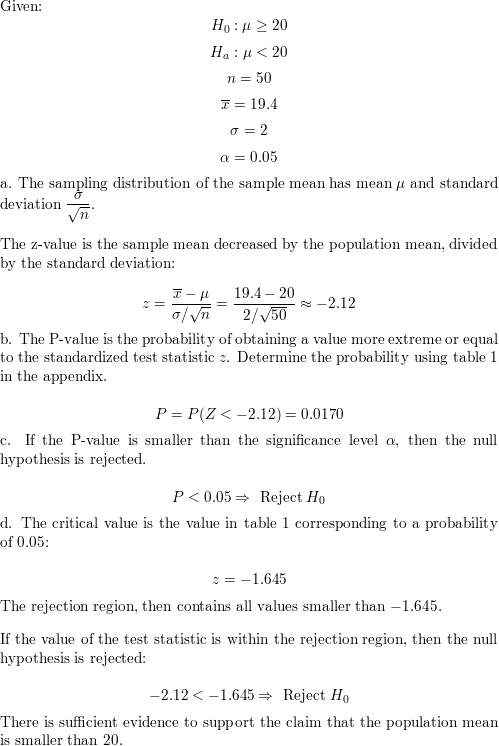 Given:
H₀ : μ ≥ 20
Hₐ : μ < 20
n = 50
x̅ = 19.4
σ = 2
α = 0.05
a. The sampling distribution of the sample mean has mean μ and standard
deviation σ/√n.
The z-value is the sample mean decreased by the population mean, divided
by the standard deviation:
z = (x̅ − μ)/(σ/√n) = (19.4 − 20)/(2/√50) ≈ −2.12
b. The P-value is the probability of obtaining a value more extreme or equal
to the standardized test statistic z. Determine the probability using table 1
in the appendix.
P = P(Z < −2.12) = 0.0170
c. If the P-value is smaller than the significance level α, then the null
hypothesis is rejected.
P < 0.05 ⇒ Reject H₀
d. The critical value is the value in table 1 corresponding to a probability
of 0.05:
z = −1.645
The rejection region, then contains all values smaller than −1.645.
If the value of the test statistic is within the rejection region, then the null
hypothesis is rejected:
−2.12 < −1.645 ⇒ Reject H₀
There is sufficient evidence to support the claim that the population mean
is smaller than 20.